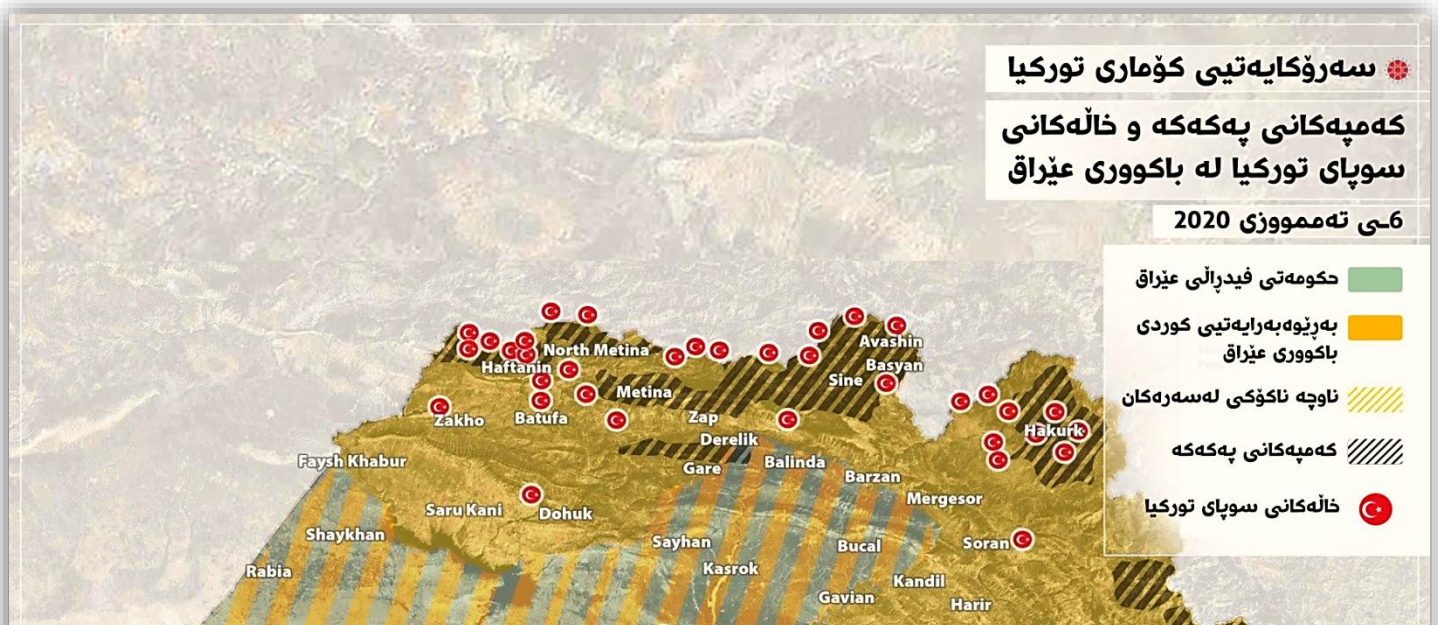 سەرۆکایەتیی کۆماری تورکیا
کەمپەکانی پەکەکە و خاڵەکانی
سوپای تورکیا لە باکووری عێراق
6ـی تەممووزی 2020
حکومەتی فیدڕاڵی عێراق
بەڕێوەبەرایەتیی کوردی
باکووری عێراق
ناوچە ناکۆکی لەسەرەکان
کەمپەکانی پەکەکە
خاڵەکانی سوپای تورکیا
North Metina
Avashin
Haftanin
Basyan
Sine
Metina
Zakho
Batufa
Zap
Hakurk
Derelik
Faysh Khabur
Gare
Balinda
Barzan
Mergesor
Saru Kani
Dohuk
Shaykhan
Sayhan
Bucal
Soran
Rabia
Kasrok
Kandil
Gavian
Harir